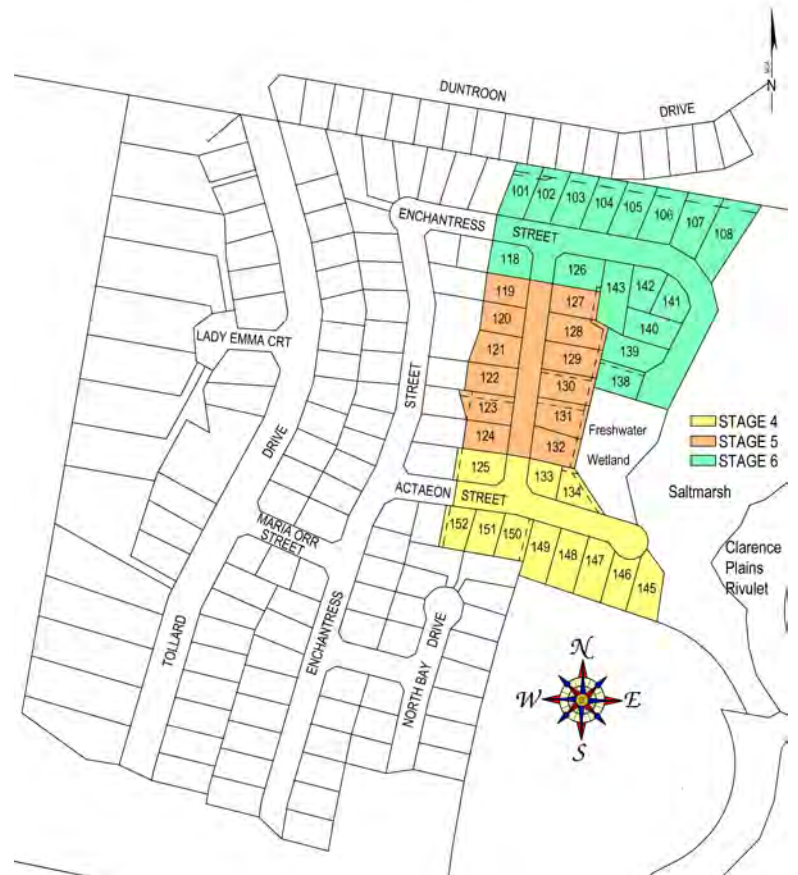 DUNTROON
DRIVE
N
101
102
103
104
105
106
107
108
ENCHANTRESS
STREET
118
126
143
142
141
119
127
120
128
140
LADY EMMA CRT
121
129
139
122
130
138
STREET
123
131
124
132
Freshwater
Wetland
STAGE 4
STAGE 5
STAGE 6
DRIVE
125
133
134
Saltmarsh
ACTAEON STREET
MARIA ORR
STREET
152
151
150
149
148
147
146
145
Clarence
Plains
Rivulet
ENCHANTRESS
TOLLARD
DRIVE
NORTH BAY
N
W
E
S